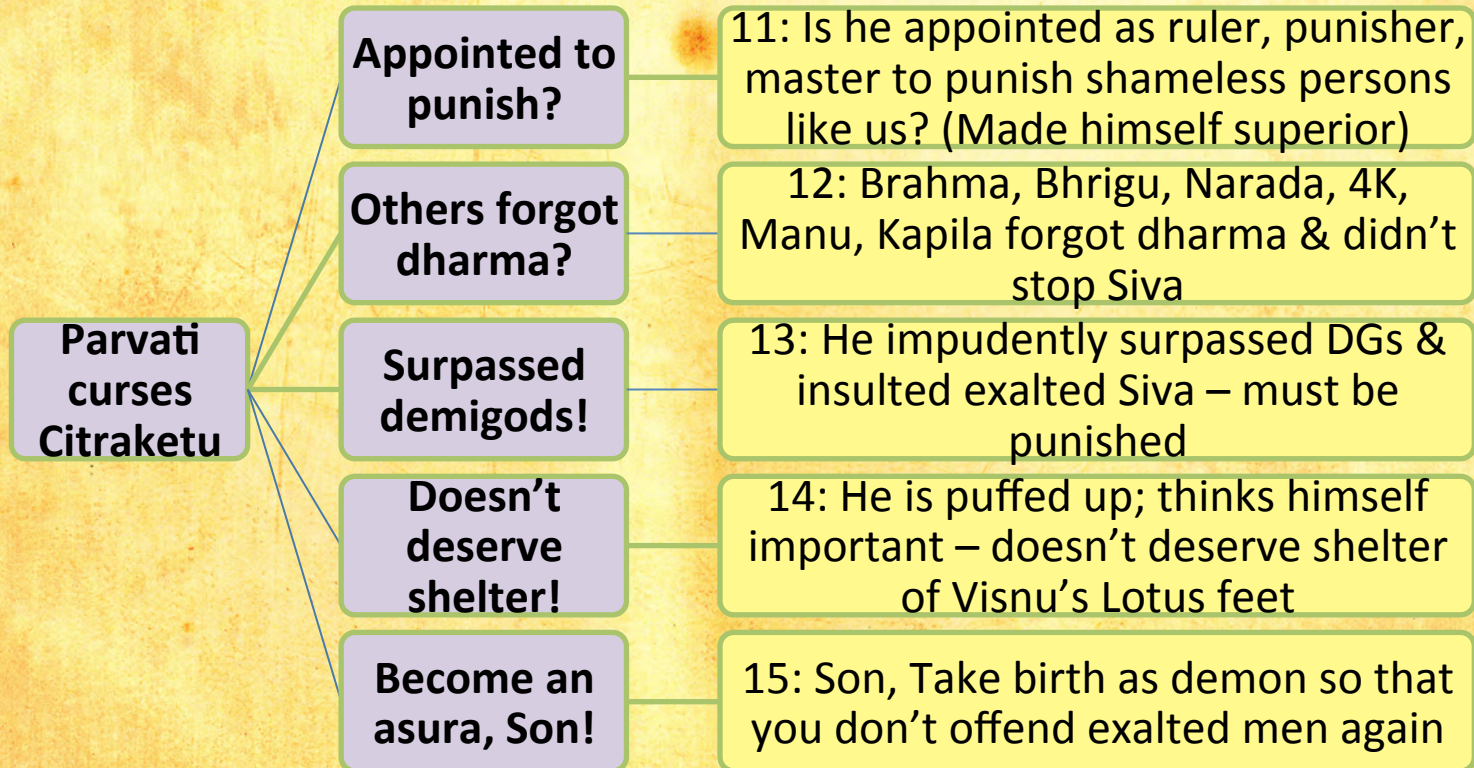 Parvati
curses
Citraketu
Appointed to
punish?
11: Is he appointed as ruler, punisher,
master to punish shameless persons
like us? (Made himself superior)
Others forgot
dharma?
12: Brahma, Bhrigu, Narada, 4K,
Manu, Kapila forgot dharma & didn’t
stop Siva
Surpassed
demigods!
13: He impudently surpassed DGs &
insulted exalted Siva – must be
punished
Doesn’t
deserve
shelter!
14: He is puffed up; thinks himself
important – doesn’t deserve shelter
of Visnu’s Lotus feet
Become an
asura, Son!
15: Son, Take birth as demon so that
you don’t offend exalted men again